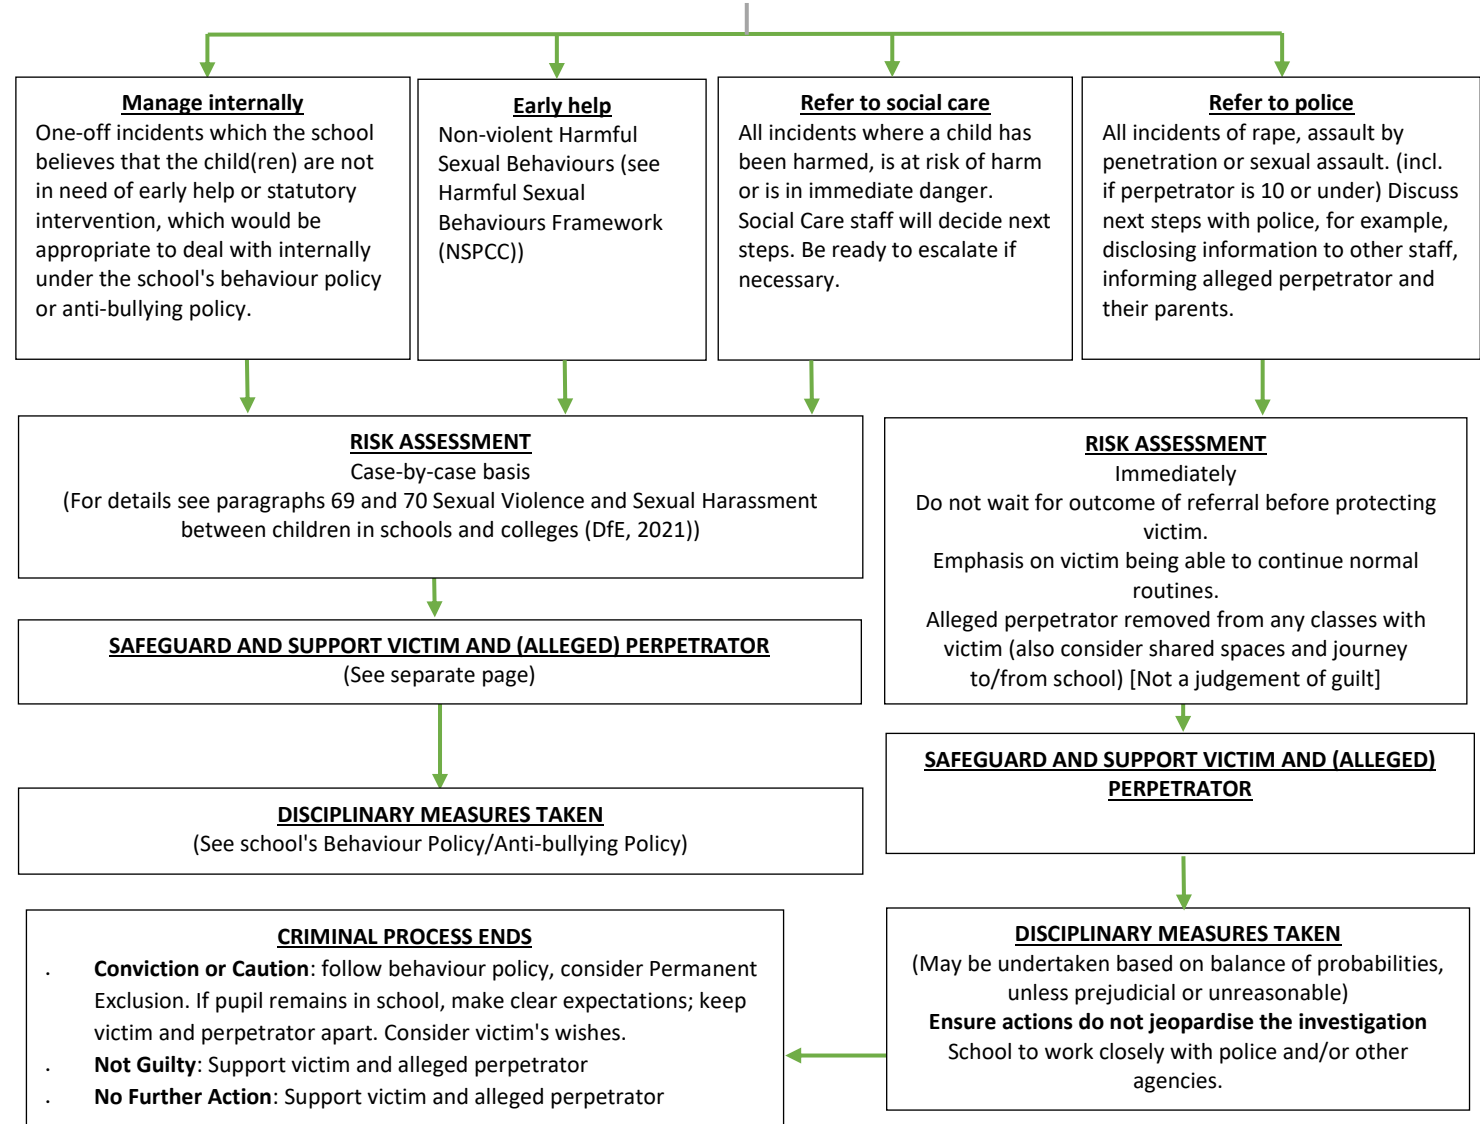 Manage internally
One-off incidents which the school
believes that the child(ren) are not
in need of early help or statutory
intervention, which would be
appropriate to deal with internally
under the school's behaviour policy
or anti-bullying policy.
Early help
Non-violent Harmful
Sexual Behaviours (see
Harmful Sexual
Behaviours Framework
(NSPCC))
Refer to social care
All incidents where a child has
been harmed, is at risk of harm
or is in immediate danger.
Social Care staff will decide next
steps. Be ready to escalate if
necessary.
Refer to police
All incidents of rape, assault by
penetration or sexual assault. (incl.
if perpetrator is 10 or under) Discuss
next steps with police, for example,
disclosing information to other staff,
informing alleged perpetrator and
their parents.
RISK ASSESSMENT
Case-by-case basis
(For details see paragraphs 69 and 70 Sexual Violence and Sexual Harassment
between children in schools and colleges (DfE, 2021))
RISK ASSESSMENT
Immediately
Do not wait for outcome of referral before protecting
victim.
Emphasis on victim being able to continue normal
routines.
Alleged perpetrator removed from any classes with
victim (also consider shared spaces and journey
to/from school) [Not a judgement of guilt]
SAFEGUARD AND SUPPORT VICTIM AND (ALLEGED) PERPETRATOR
(See separate page)
SAFEGUARD AND SUPPORT VICTIM AND (ALLEGED)
PERPETRATOR
DISCIPLINARY MEASURES TAKEN
(See school's Behaviour Policy/Anti-bullying Policy)
DISCIPLINARY MEASURES TAKEN
(May be undertaken based on balance of probabilities,
unless prejudicial or unreasonable)
Ensure actions do not jeopardise the investigation
School to work closely with police and/or other
agencies.
CRIMINAL PROCESS ENDS
. Conviction or Caution: follow behaviour policy, consider Permanent
Exclusion. If pupil remains in school, make clear expectations; keep
victim and perpetrator apart. Consider victim's wishes.
. Not Guilty: Support victim and alleged perpetrator
. No Further Action: Support victim and alleged perpetrator